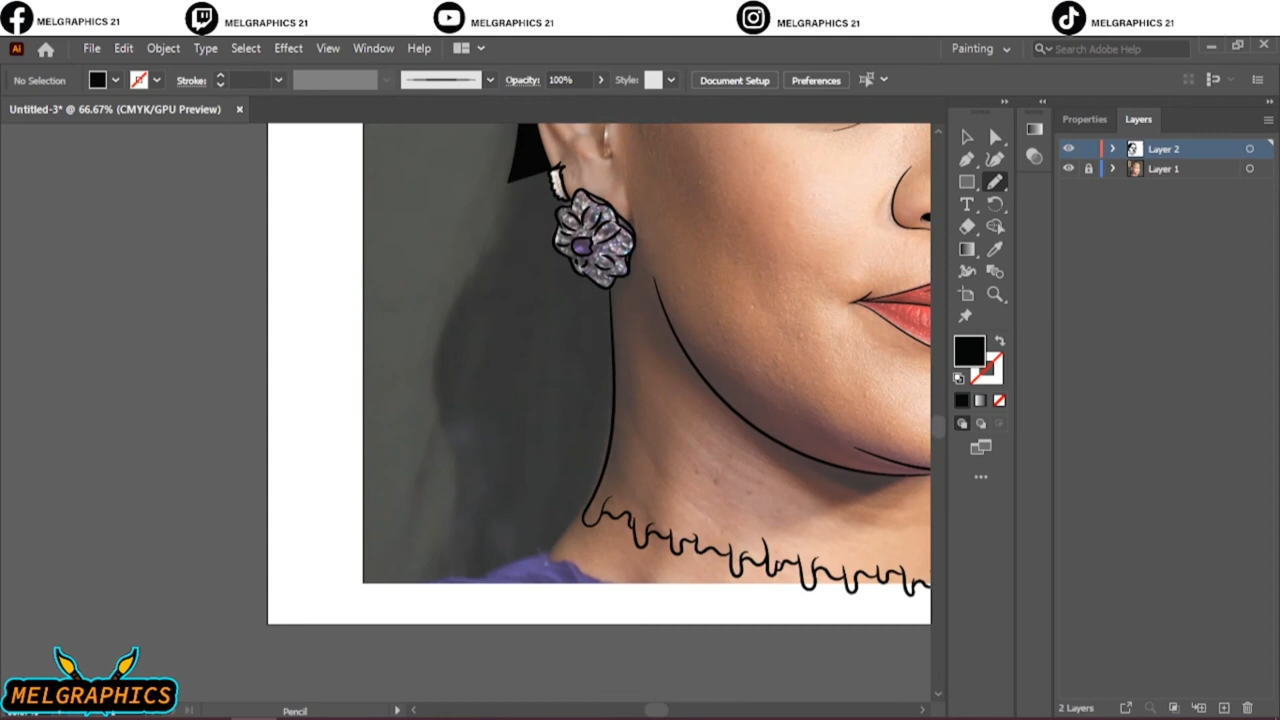 MELGRAPHICS 21 MELGRAPHICS 21 MELGRAPHICS 21 MELGRAPHICS 21 MELGRAPHICS 21
Ai File Edit Object Type Select Effect View Window Help Painting Search Adobe Help
No Selection Stroke: Opacity: 100% Style: Document Setup Preferences
Untitled-3* @ 66.67% (CMYK/GPU Preview)
Properties Layers
Layer 2
Layer 1
MELGRAPHICS
Pencil
2 Layers